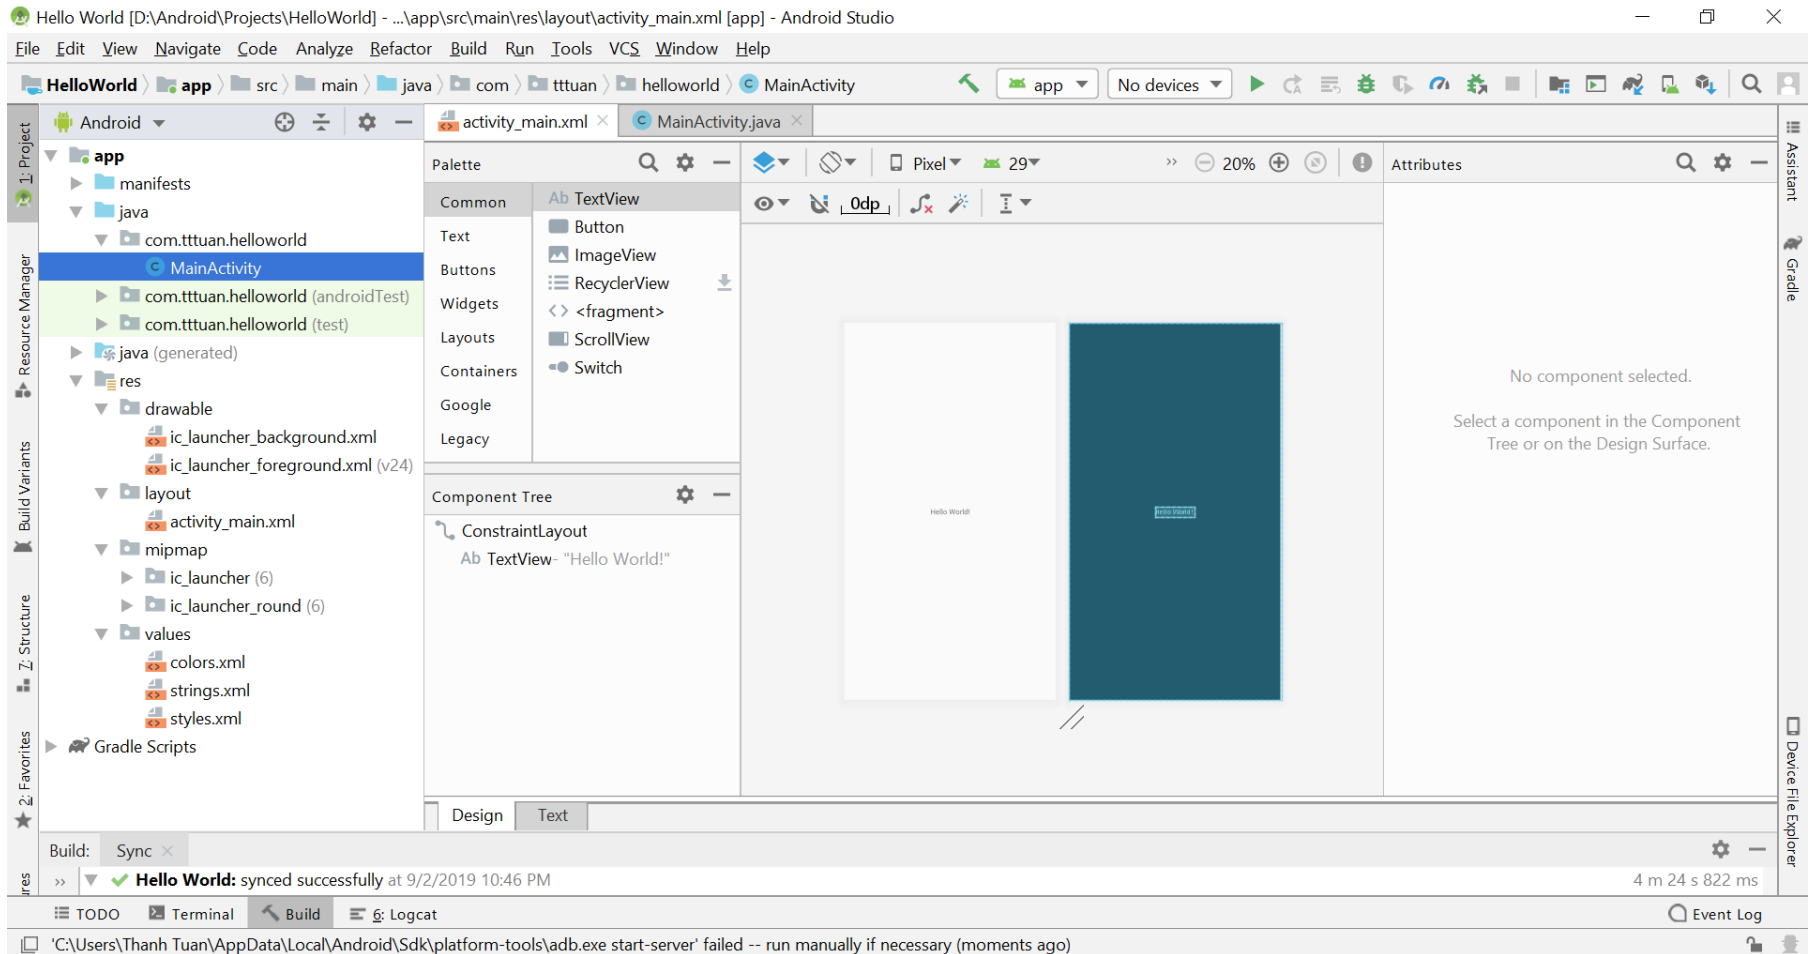 Hello World [D:\Android\Projects\HelloWorld] - ...\app\src\main\res\layout\activity_main.xml [app] - Android Studio
File Edit View Navigate Code Analyze Refactor Build Run Tools VCS Window Help
HelloWorld app src main java com tttuan helloworld MainActivity
app No devices
1: Project
Resource Manager
Build Variants
7: Structure
2: Favorites
Android
app
manifests
java
com.tttuan.helloworld
MainActivity
com.tttuan.helloworld (androidTest)
com.tttuan.helloworld (test)
java (generated)
res
drawable
ic_launcher_background.xml
ic_launcher_foreground.xml (v24)
layout
activity_main.xml
mipmap
ic_launcher (6)
ic_launcher_round (6)
values
colors.xml
strings.xml
styles.xml
Gradle Scripts
activity_main.xml MainActivity.java
Palette
Common
Text
Buttons
Widgets
Layouts
Containers
Google
Legacy
Ab TextView
Button
ImageView
RecyclerView
<> <fragment>
ScrollView
Switch
Component Tree
ConstraintLayout
Ab TextView- "Hello World!"
Pixel 29 >> 20%
0dp
Hello World!
Hello World!
Attributes
No component selected.
Select a component in the Component
Tree or on the Design Surface.
Assistant
Gradle
Device File Explorer
Design Text
Build: Sync
ures
>> Hello World: synced successfully at 9/2/2019 10:46 PM 4 m 24 s 822 ms
TODO Terminal Build 6: Logcat Event Log
'C:\Users\Thanh Tuan\AppData\Local\Android\Sdk\platform-tools\adb.exe start-server' failed -- run manually if necessary (moments ago)